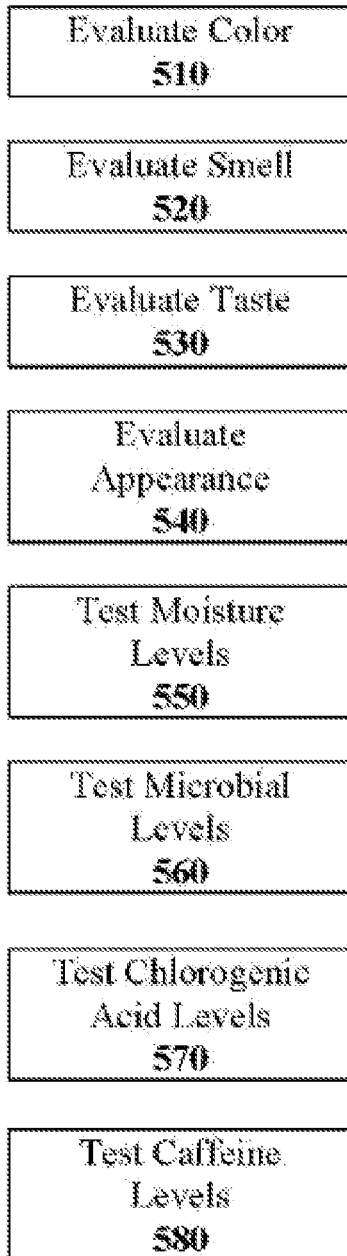 Evaluate Color
510
Evaluate Smell
520
Evaluate Taste
530
Evaluate
Appearance
540
Test Moisture
Levels
550
Test Microbial
Levels
560
Test Chlorogenic
Acid Levels
570
Test Caffeine
Levels
580